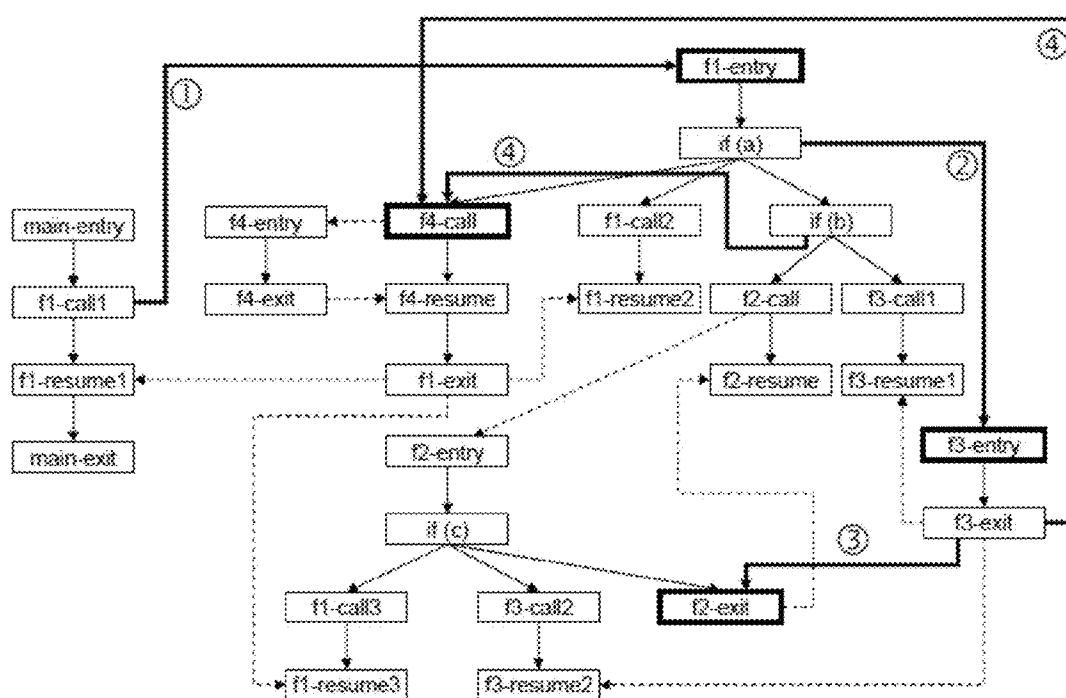 ④
f1-entry
①
if (a)
④
②
main-entry
f4-entry
f4-call
f1-call2
if (b)
f1-call1
f4-exit
f4-resume
f1-resume2
f2-call
f3-call1
f1-resume1
f1-exit
f2-resume
f3-resume1
main-exit
f2-entry
f3-entry
if (c)
f3-exit
③
f1-call3
f3-call2
f2-exit
f1-resume3
f3-resume2